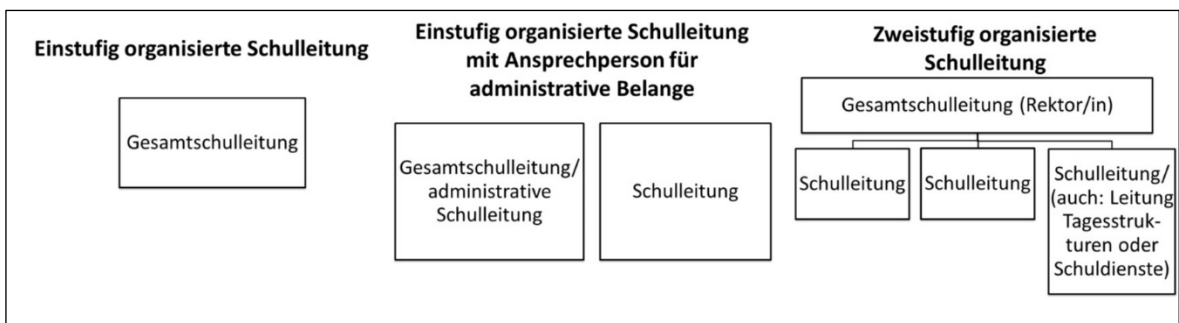 Einstufig organisierte Schulleitung
Gesamtschulleitung
Einstufig organisierte Schulleitung
mit Ansprechperson für
administrative Belange
Gesamtschulleitung/
administrative
Schulleitung
Schulleitung
Zweistufig organisierte
Schulleitung
Gesamtschulleitung (Rektor/in)
Schulleitung
Schulleitung
Schulleitung/
(auch: Leitung
Tagesstruk-
turen oder
Schuldienste)